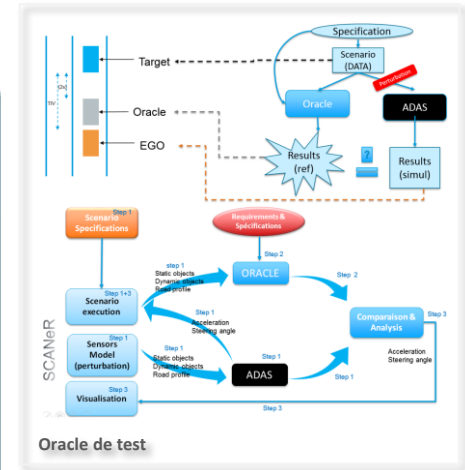 Specification
Scenario
(DATA)
Target
Perturbation
Oracle
ADAS
Oracle
EGO
Results
(ref)
?
Results
(simul)
Step 1
Scenario
Specifications
Requirements &
Spécifications
Step 2
step 1
Static objects
Dynamic objects
Road profile
ORACLE
Step 2
Step 1+3
Scenario
execution
Step 1
Acceleration
Steering angle
Comparaison &
Analysis
Step 3
Step 1
Sensors
Model
(perturbation)
Step 1
Static objects
Dynamic objects
Road profile
Step 1
ADAS
Step 1
Acceleration
Steering angle
SCANeR
Step 3
Visualisation
Step 3
Oracle de test